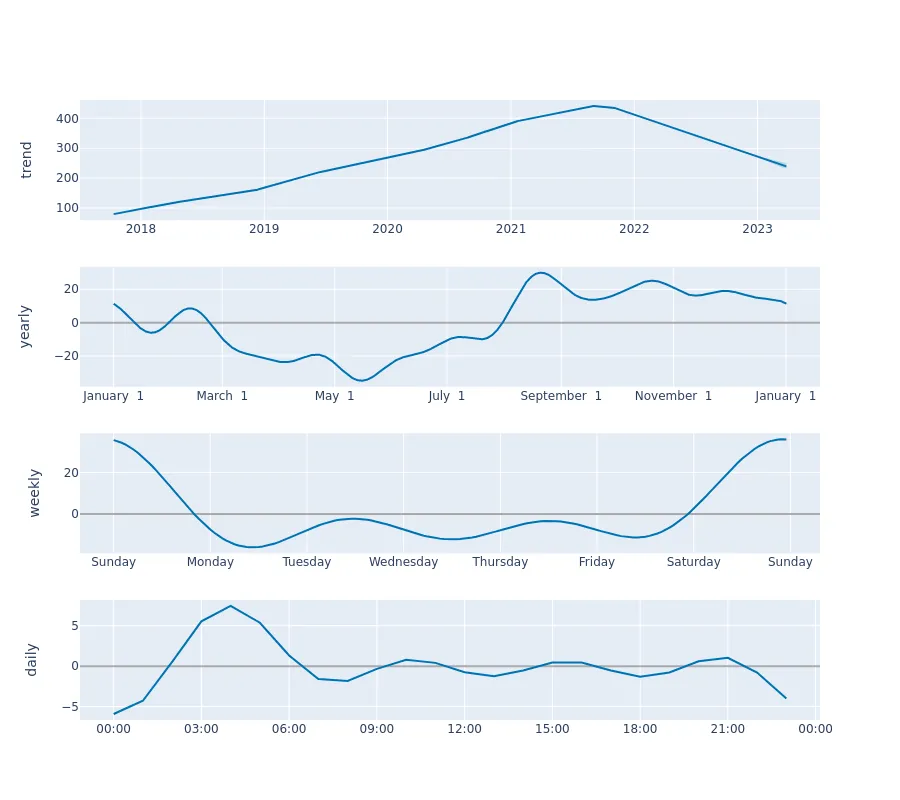 trend
400
300
200
100
2018 2019 2020 2021 2022 2023
yearly
20
0
−20
January 1 March 1 May 1 July 1 September 1 November 1 January 1
weekly
20
0
Sunday Monday Tuesday Wednesday Thursday Friday Saturday Sunday
daily
5
0
−5
00:00 03:00 06:00 09:00 12:00 15:00 18:00 21:00 00:00